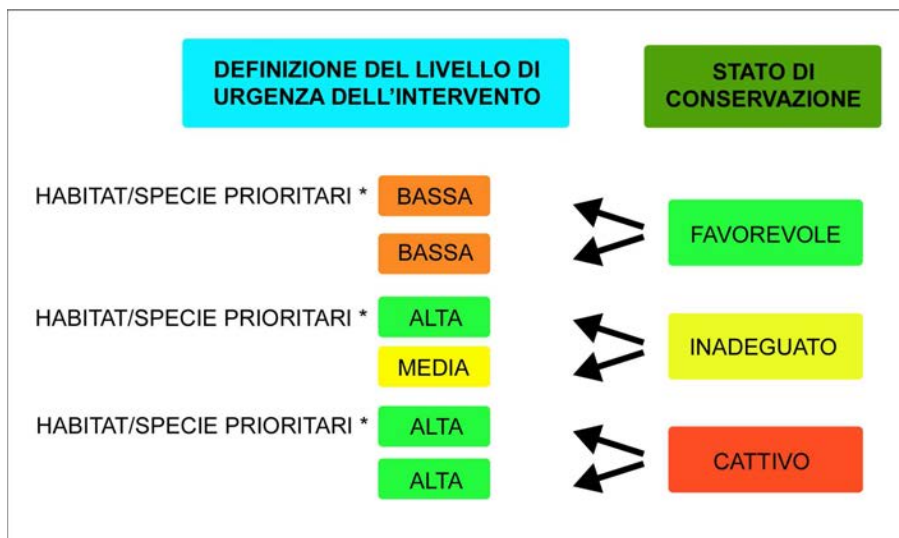 DEFINIZIONE DEL LIVELLO DI
URGENZA DELL'INTERVENTO
STATO DI
CONSERVAZIONE
HABITAT/SPECIE PRIORITARI * BASSA
BASSA
FAVOREVOLE
HABITAT/SPECIE PRIORITARI * ALTA
MEDIA
INADEGUATO
HABITAT/SPECIE PRIORITARI * ALTA
ALTA
CATTIVO